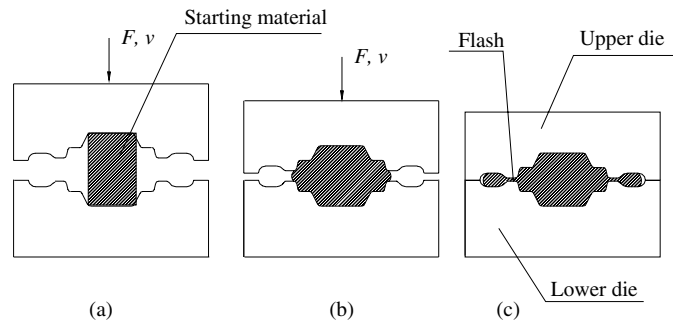 Starting material
F, v
F, v
Flash
Upper die
Lower die
(a)
(b)
(c)